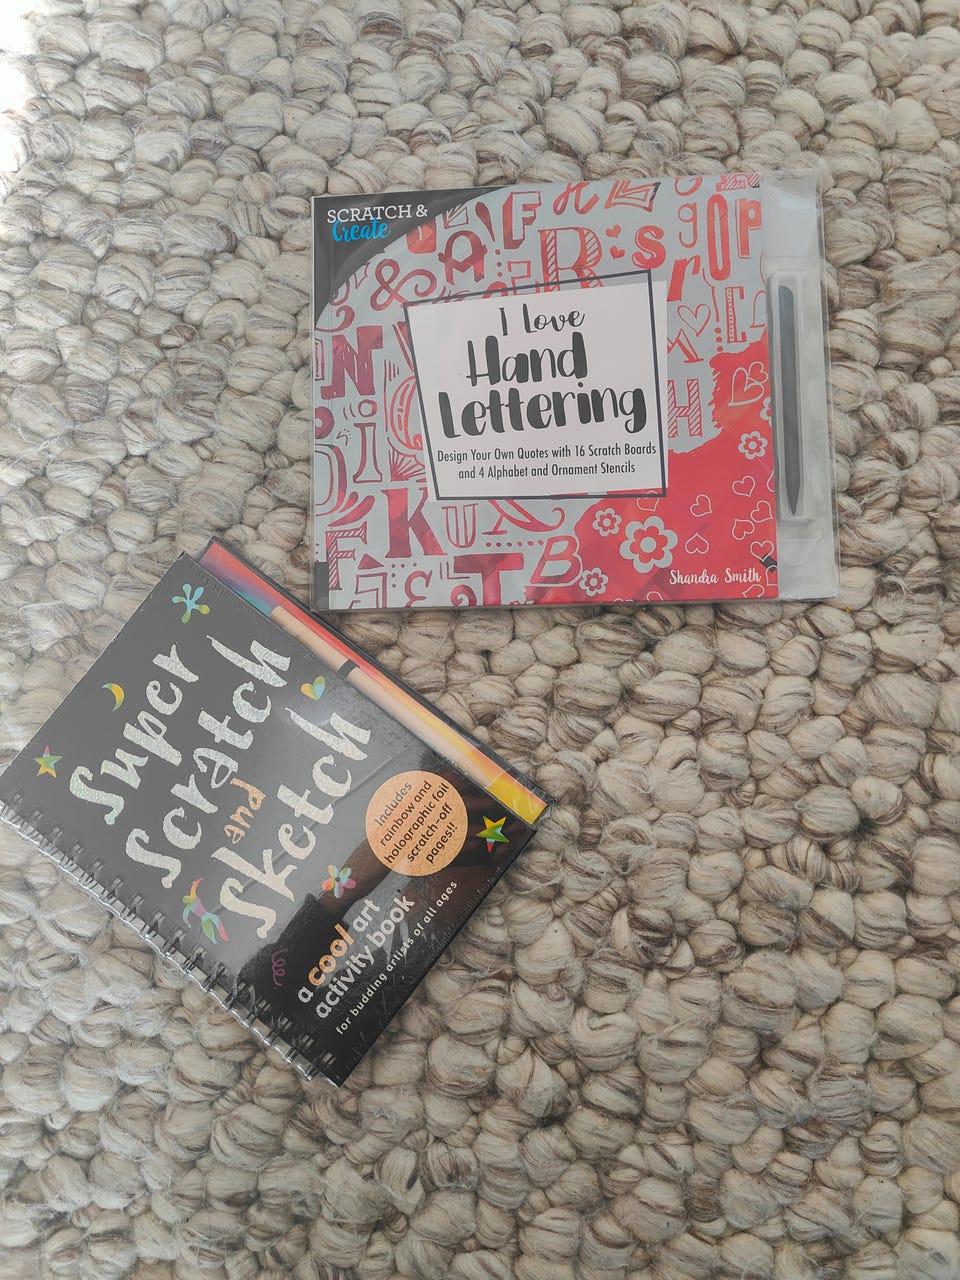 SCRATCH &
Create
I Love
Hand
Lettering
Design Your Own Quotes with 16 Scratch Boards
and 4 Alphabet and Ornament Stencils
Shandra Smith
Super
Scratch
and
Sketch
Includes
rainbow and
holographic foil
scratch-off
pages!!
a cool art
activity book
for budding artists of all ages